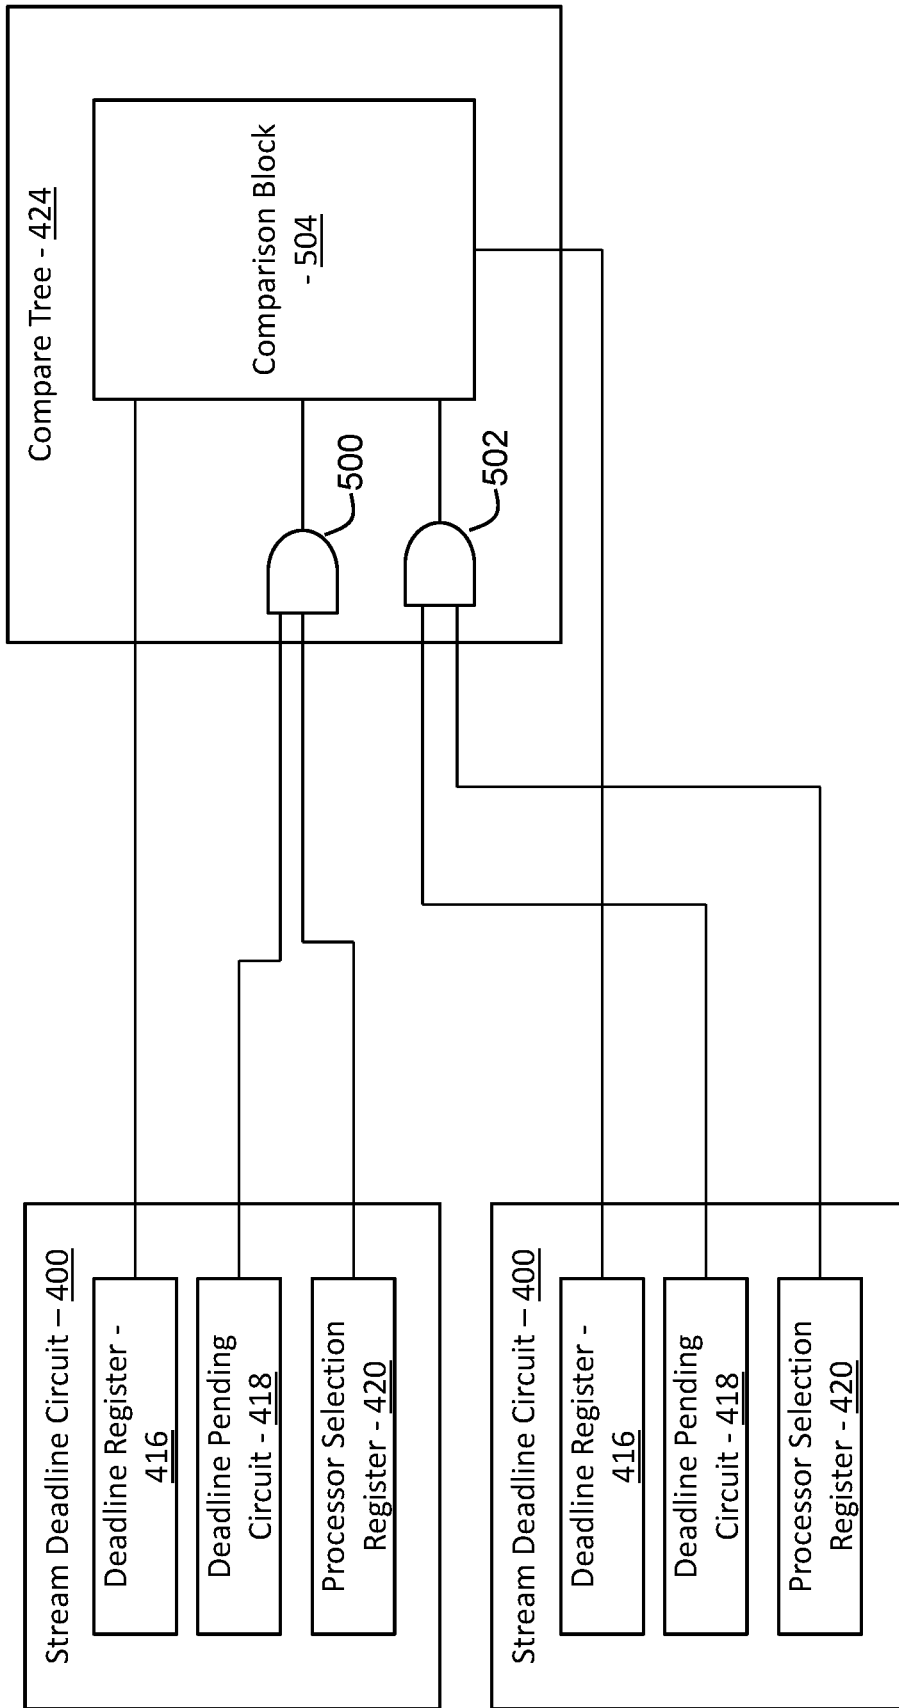 Stream Deadline Circuit – 400
Deadline Register -
416
Deadline Pending
Circuit - 418
Processor Selection
Register - 420
Stream Deadline Circuit – 400
Deadline Register -
416
Deadline Pending
Circuit - 418
Processor Selection
Register - 420
Compare Tree - 424
Comparison Block
- 504
500
502